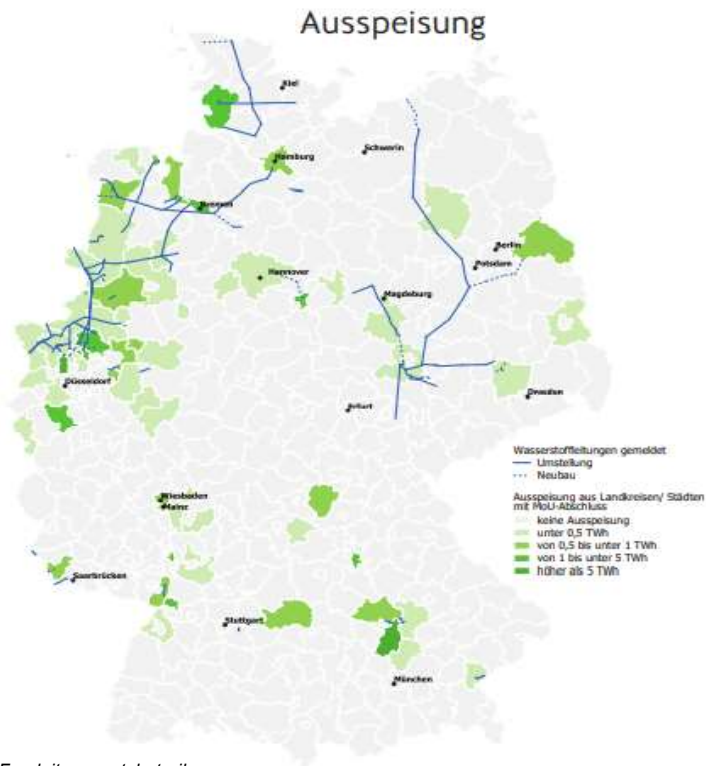 Ausspeisung
Kiel
Schwerin
Hamburg
Bremen
Berlin
Potsdam
Hannover
Magdeburg
Düsseldorf
Erfurt
Dresden
Wasserstoffleitungen gemeldet
Umstellung
Neubau
Ausspeisung aus Landkreisen/ Städten
mit MoU-Abschluss
keine Ausspeisung
unter 0,5 TWh
von 0,5 bis unter 1 TWh
von 1 bis unter 5 TWh
höher als 5 TWh
Wiesbaden
Mainz
Saarbrücken
Stuttgart
München